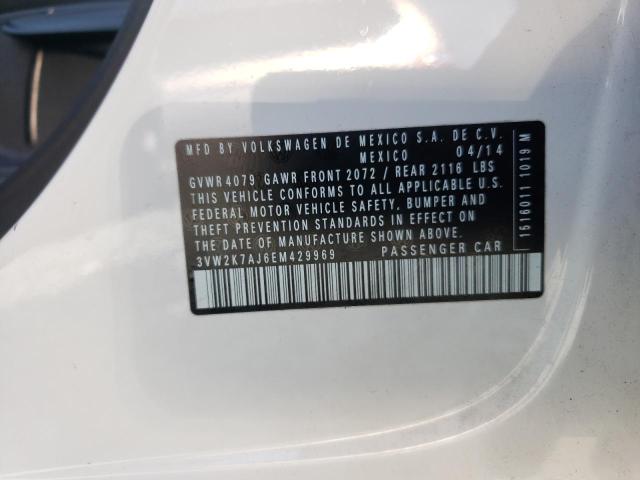 MFD BY VOLKSWAGEN DE MEXICO S.A. DE C.V.
MEXICO 04/14
GVWR 4079 GAWR FRONT 2072 / REAR 2116 LBS
THIS VEHICLE CONFORMS TO ALL APPLICABLE U.S.
FEDERAL MOTOR VEHICLE SAFETY, BUMPER AND
THEFT PREVENTION STANDARDS IN EFFECT ON
THE DATE OF MANUFACTURE SHOWN ABOVE.
3VW2K7AJ6EM429969 PASSENGER CAR
1516011 1019 M